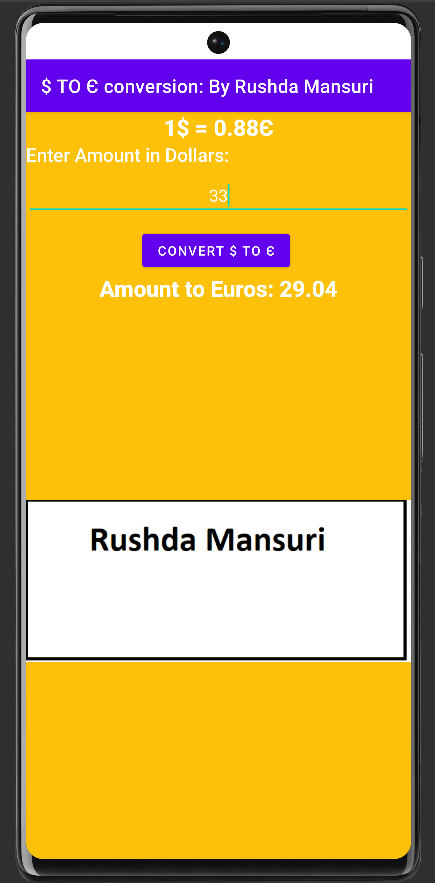 $ TO Є conversion: By Rushda Mansuri
1$ = 0.88Є
Enter Amount in Dollars:
33
CONVERT $ TO Є
Amount to Euros: 29.04
Rushda Mansuri